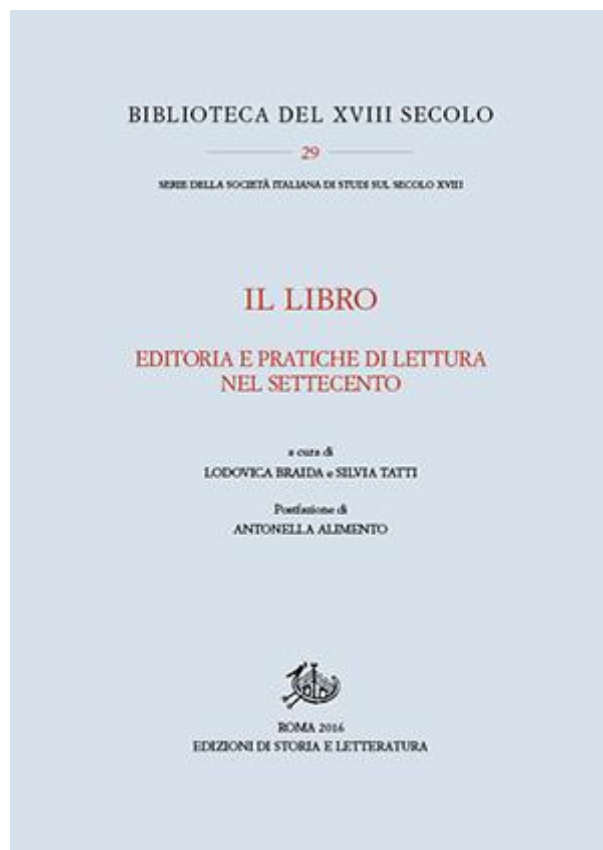 BIBLIOTECA DEL XVIII SECOLO
29
SERIE DELLA SOCIETÀ ITALIANA DI STUDI SUL SECOLO XVIII
IL LIBRO
EDITORIA E PRATICHE DI LETTURA
NEL SETTECENTO
a cura di
LODOVICA BRAIDA e SILVIA TATTI
Postfazione di
ANTONELLA ALIMENTO
ROMA 2016
EDIZIONI DI STORIA E LETTERATURA